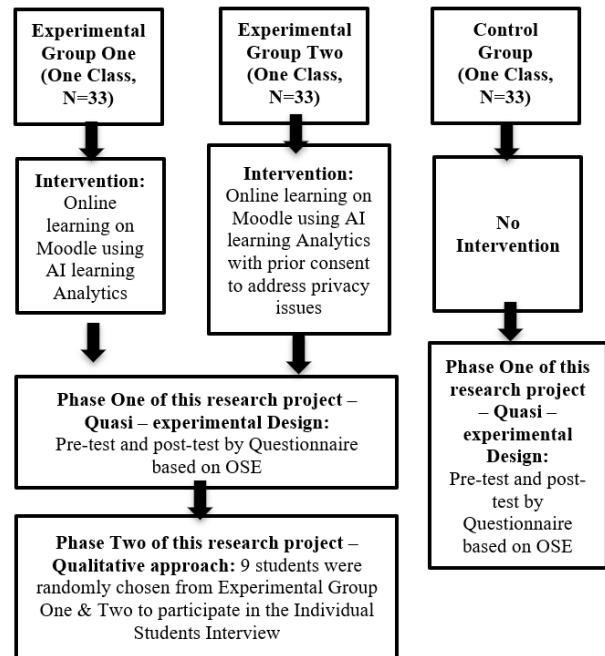 Experimental
Group One
(One Class,
N=33)
Experimental
Group Two
(One Class,
N=33)
Control
Group
(One Class,
N=33)
Intervention:
Online
learning on
Moodle using
AI learning
Analytics
Intervention:
Online learning on
Moodle using AI
learning Analytics
with prior consent
to address privacy
issues
No
Intervention
Phase One of this research project –
Quasi – experimental Design:
Pre-test and post-test by Questionnaire
based on OSE
Phase One of this
research project
– Quasi –
experimental
Design:
Pre-test and post-
test by
Questionnaire
based on OSE
Phase Two of this research project –
Qualitative approach: 9 students were
randomly chosen from Experimental Group
One & Two to participate in the Individual
Students Interview